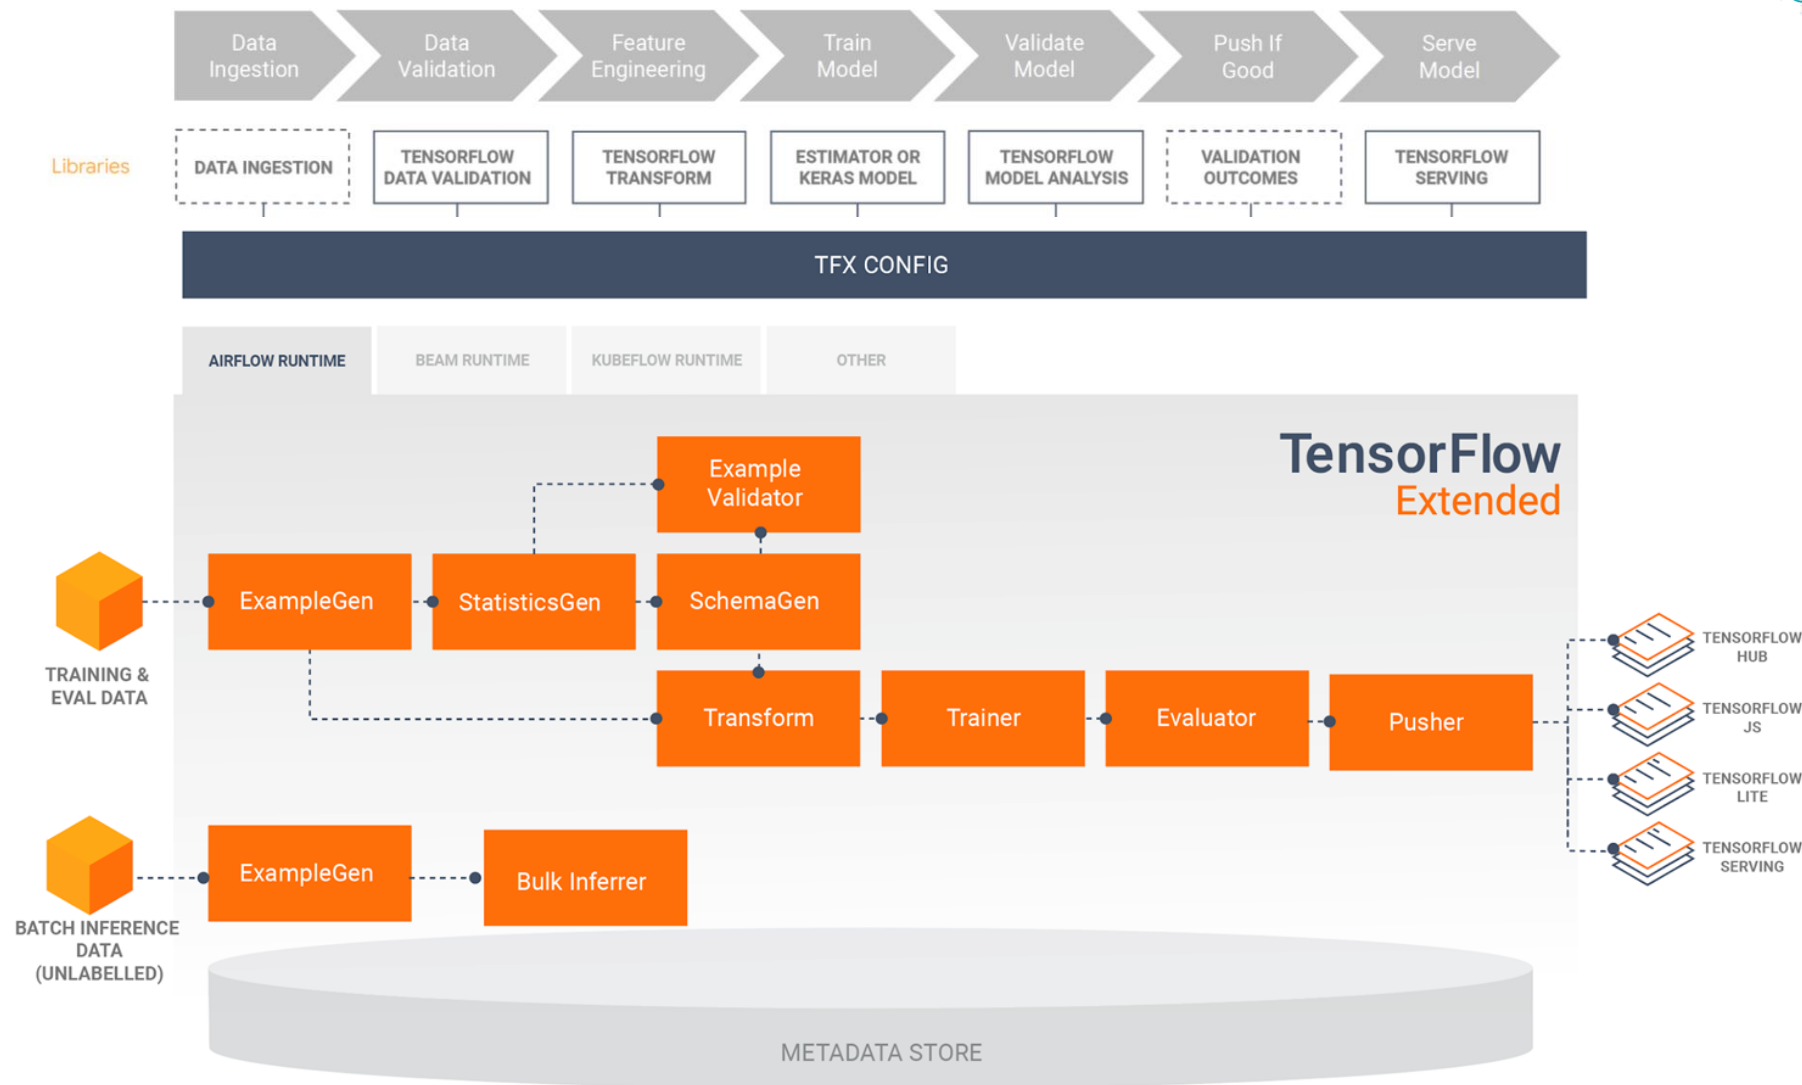 Data
Ingestion
Data
Validation
Feature
Engineering
Train
Model
Validate
Model
Push If
Good
Serve
Model
Libraries
DATA INGESTION
TENSORFLOW
DATA VALIDATION
TENSORFLOW
TRANSFORM
ESTIMATOR OR
KERAS MODEL
TENSORFLOW
MODEL ANALYSIS
VALIDATION
OUTCOMES
TENSORFLOW
SERVING
TFX CONFIG
AIRFLOW RUNTIME
BEAM RUNTIME
KUBEFLOW RUNTIME
OTHER
TensorFlow
Extended
Example
Validator
ExampleGen
StatisticsGen
SchemaGen
TRAINING &
EVAL DATA
Transform
Trainer
Evaluator
Pusher
TENSORFLOW
HUB
TENSORFLOW
JS
TENSORFLOW
LITE
TENSORFLOW
SERVING
ExampleGen
Bulk Inferrer
BATCH INFERENCE
DATA
(UNLABELLED)
METADATA STORE